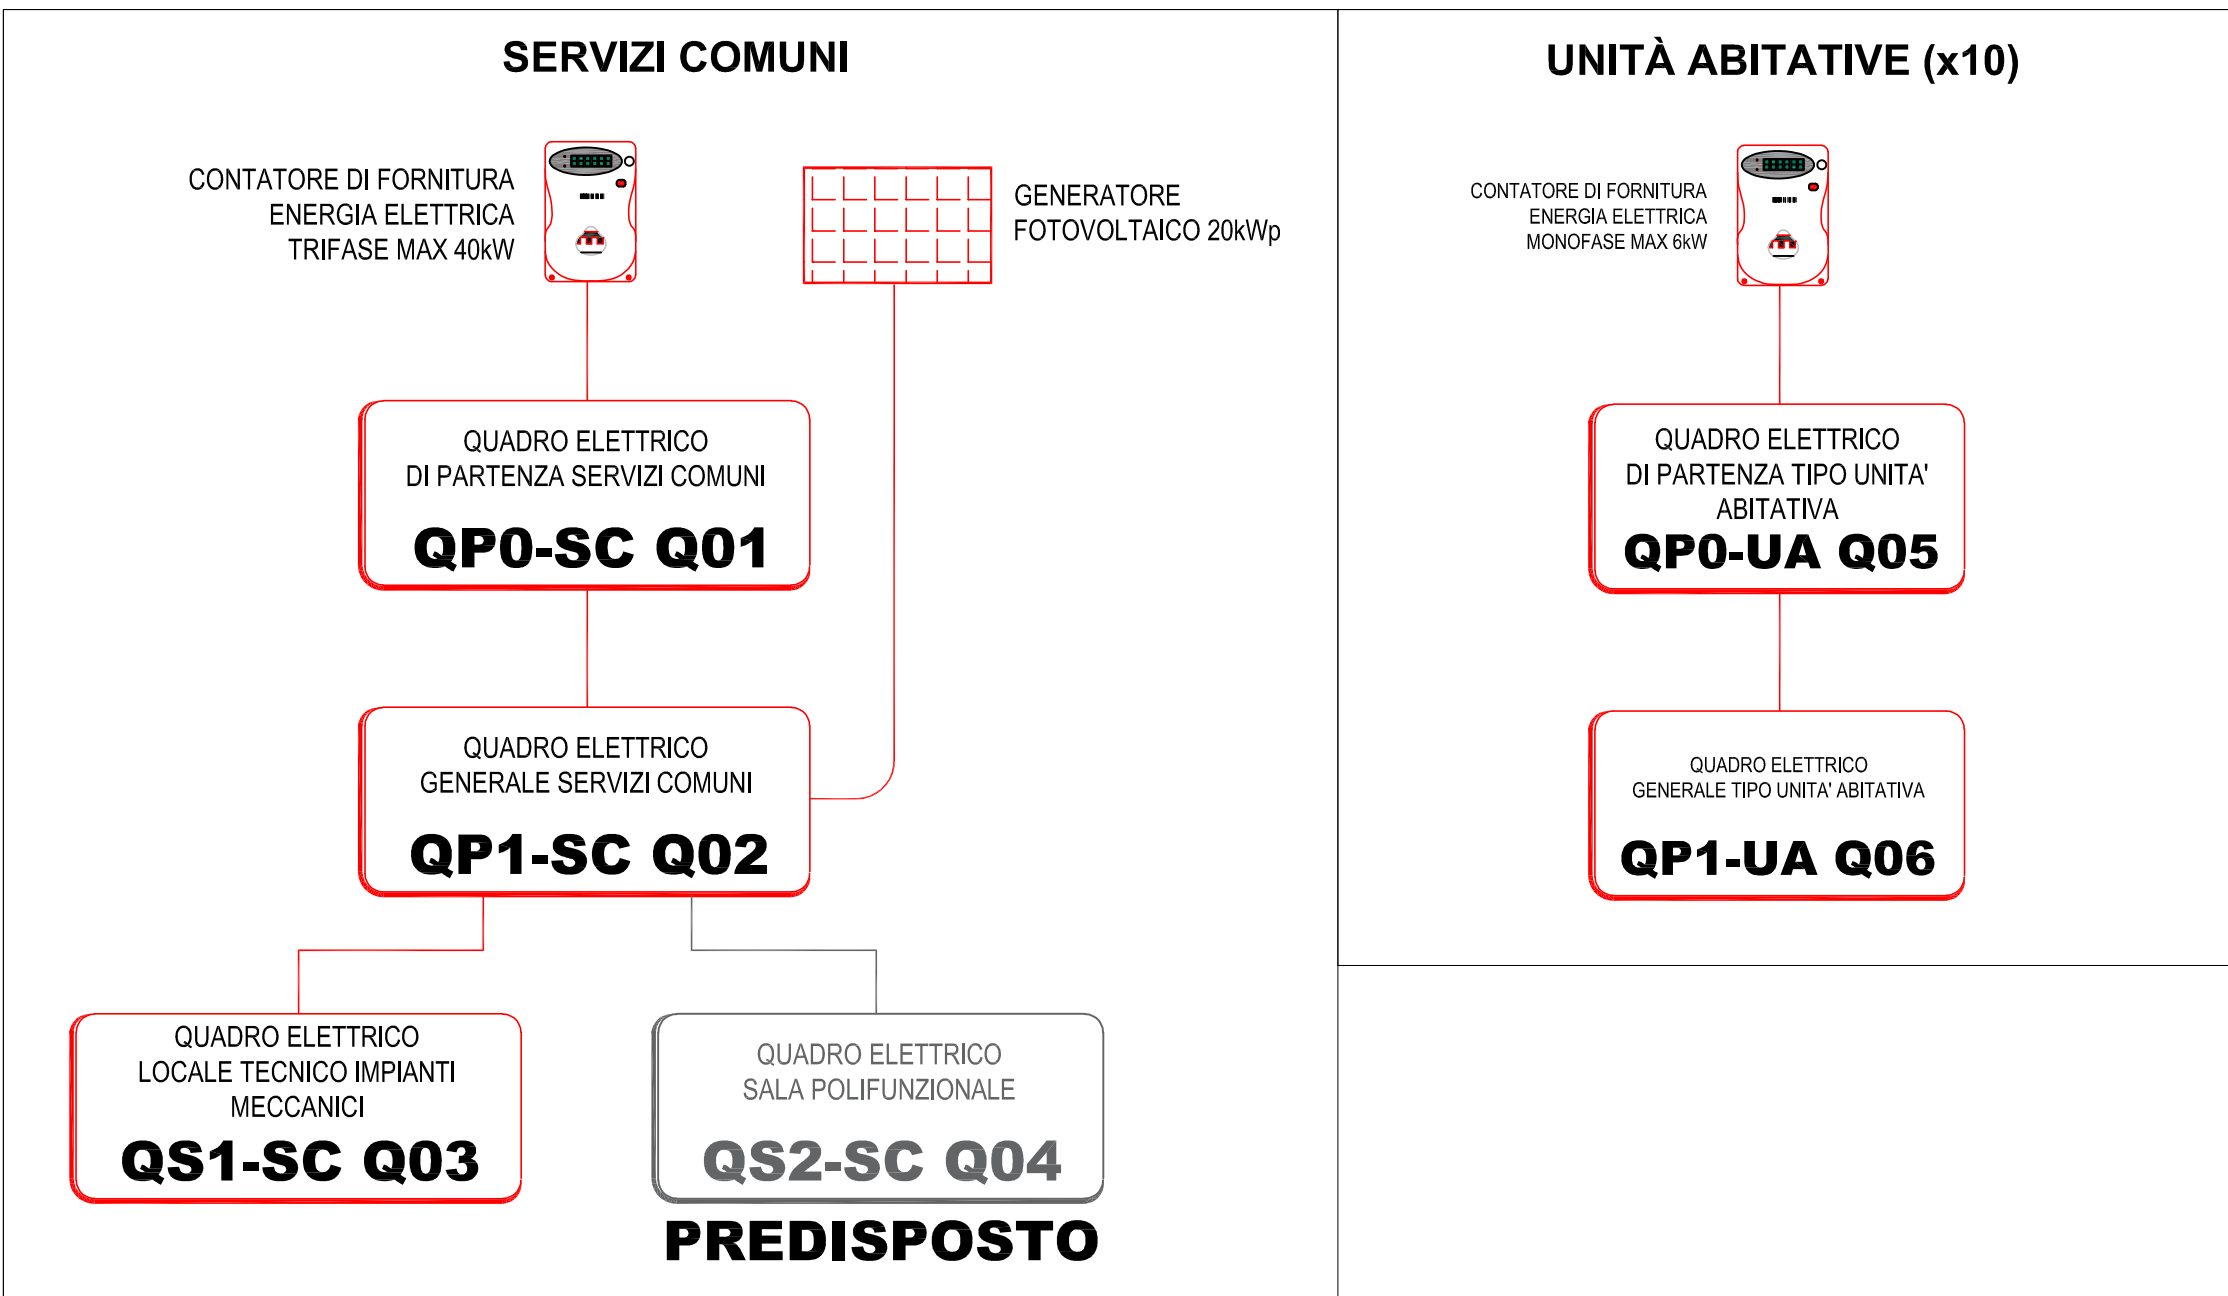 SERVIZI COMUNI
CONTATORE DI FORNITURA
ENERGIA ELETTRICA
TRIFASE MAX 40kW
GENERATORE
FOTOVOLTAICO 20kWp
QUADRO ELETTRICO
DI PARTENZA SERVIZI COMUNI
QP0-SC Q01
QUADRO ELETTRICO
GENERALE SERVIZI COMUNI
QP1-SC Q02
QUADRO ELETTRICO
LOCALE TECNICO IMPIANTI
MECCANICI
QS1-SC Q03
QUADRO ELETTRICO
SALA POLIFUNZIONALE
QS2-SC Q04
PREDISPOSTO
UNITÀ ABITATIVE (x10)
CONTATORE DI FORNITURA
ENERGIA ELETTRICA
MONOFASE MAX 6kW
QUADRO ELETTRICO
DI PARTENZA TIPO UNITA'
ABITATIVA
QP0-UA Q05
QUADRO ELETTRICO
GENERALE TIPO UNITA' ABITATIVA
QP1-UA Q06